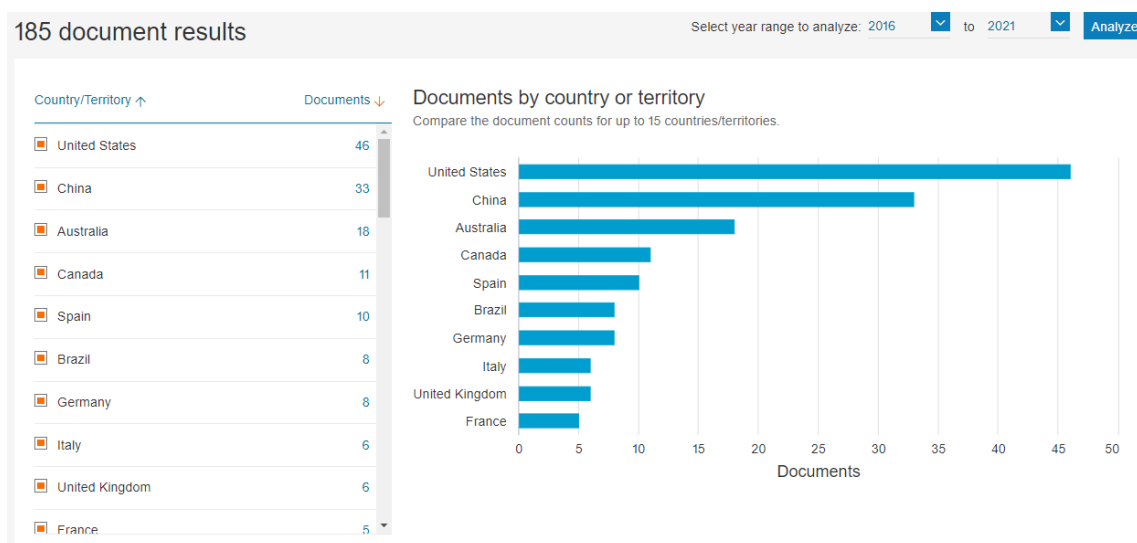 185 document results
Select year range to analyze: 2016 to 2021 Analyze
Country/Territory Documents
United States 46
China 33
Australia 18
Canada 11
Spain 10
Brazil 8
Germany 8
Italy 6
United Kingdom 6
France 5
Documents by country or territory
Compare the document counts for up to 15 countries/territories.
United States
China
Australia
Canada
Spain
Brazil
Germany
Italy
United Kingdom
France
0 5 10 15 20 25 30 35 40 45 50
Documents